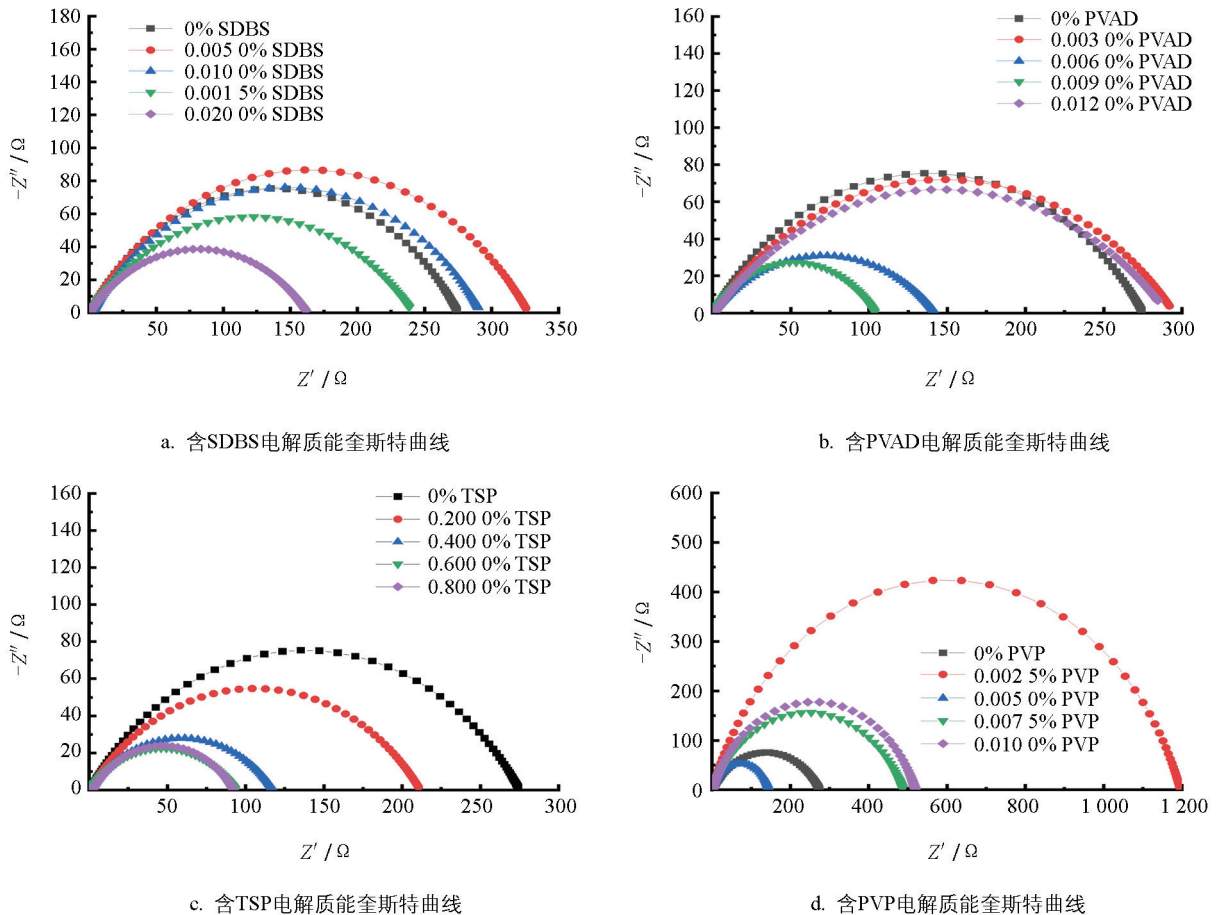 180
160
140
120
100
80
60
40
20
0
−Z″ / Ω
0% SDBS
0.005 0% SDBS
0.010 0% SDBS
0.001 5% SDBS
0.020 0% SDBS
50 100 150 200 250 300 350
Z′ / Ω
a. 含SDBS电解质能奎斯特曲线
160
140
120
100
80
60
40
20
0
−Z″ / Ω
0% PVAD
0.003 0% PVAD
0.006 0% PVAD
0.009 0% PVAD
0.012 0% PVAD
50 100 150 200 250 300
Z′ / Ω
b. 含PVAD电解质能奎斯特曲线
160
140
120
100
80
60
40
20
0
−Z″ / Ω
0% TSP
0.200 0% TSP
0.400 0% TSP
0.600 0% TSP
0.800 0% TSP
50 100 150 200 250 300
Z′ / Ω
c. 含TSP电解质能奎斯特曲线
600
500
400
300
200
100
0
−Z″ / Ω
0% PVP
0.002 5% PVP
0.005 0% PVP
0.007 5% PVP
0.010 0% PVP
200 400 600 800 1 000 1 200
Z′ / Ω
d. 含PVP电解质能奎斯特曲线